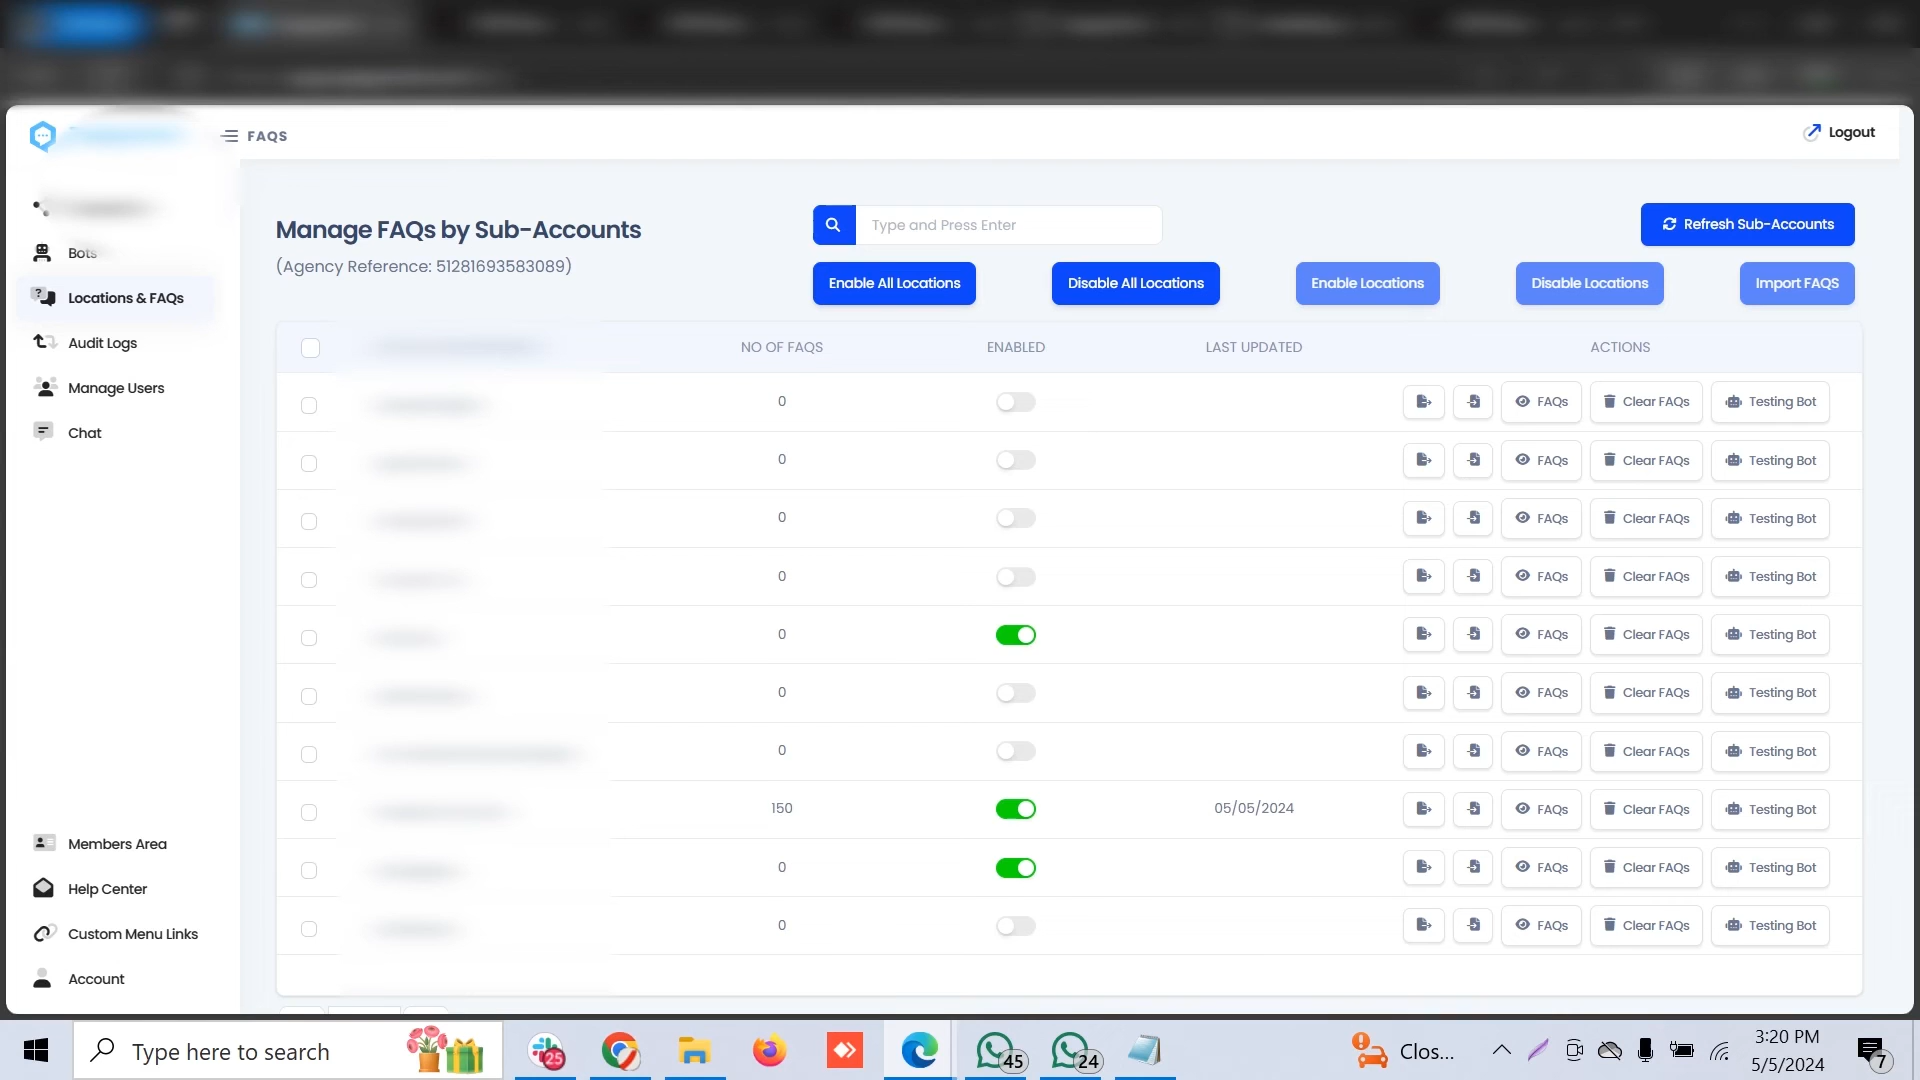 FAQS
Logout
Bots
Locations & FAQs
Audit Logs
Manage Users
Chat
Members Area
Help Center
Custom Menu Links
Account
Manage FAQs by Sub-Accounts
(Agency Reference: 51281693583089)
Type and Press Enter
Refresh Sub-Accounts
Enable All Locations Disable All Locations Enable Locations Disable Locations Import FAQS
NO OF FAQS ENABLED LAST UPDATED ACTIONS
0 FAQs Clear FAQs Testing Bot
0 FAQs Clear FAQs Testing Bot
0 FAQs Clear FAQs Testing Bot
0 FAQs Clear FAQs Testing Bot
0 FAQs Clear FAQs Testing Bot
0 FAQs Clear FAQs Testing Bot
0 FAQs Clear FAQs Testing Bot
150 05/05/2024 FAQs Clear FAQs Testing Bot
0 FAQs Clear FAQs Testing Bot
0 FAQs Clear FAQs Testing Bot
Type here to search
25
45
24
Clos...
3:20 PM
5/5/2024
7